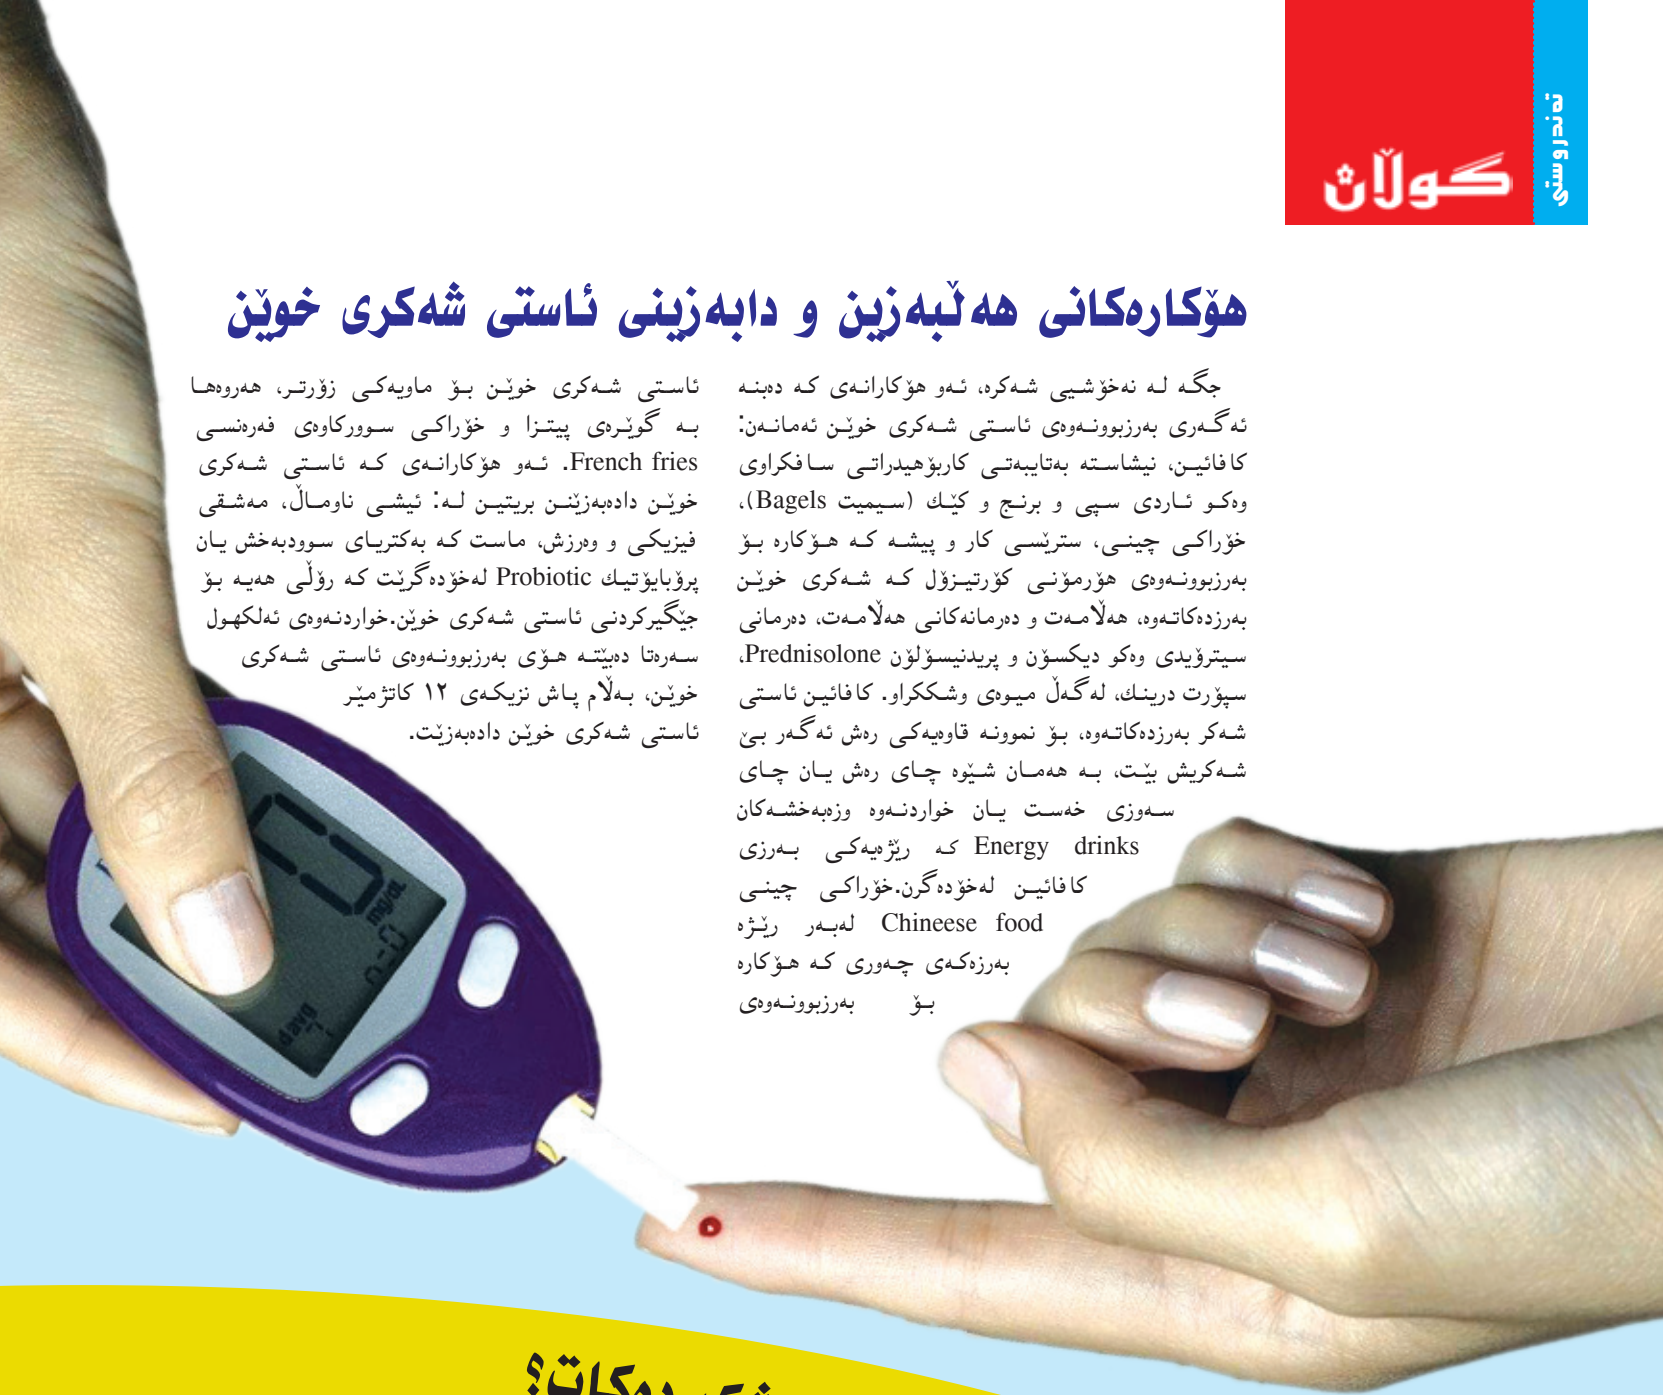 تەندروستی
گوڵان
هۆکارەکانی هەڵبەزین و دابەزینی ئاستی شەکری خوێن
جگە لە نەخۆشیی شەکرە، ئەو هۆکارانەی کە دەبنە
ئەگەری بەرزبوونەوەی ئاستی شەکری خوێن ئەمانەن:
کافائین، نیشاستە بەتایبەتی کاربۆهیدراتی سافکراوی
وەکو ئاردی سپی و برنج و کێك (سیمیت Bagels)،
خۆراکی چینی، سترێسی کار و پیشە کە هۆکارە بۆ
بەرزبوونەوەی هۆرمۆنی کۆرتیزۆل کە شەکری خوێن
بەرزدەکاتەوە، هەڵامەت و دەرمانەکانی هەڵامەت، دەرمانی
سیترۆیدی وەکو دیکسۆن و پریدنیسۆلۆن Prednisolone،
سپۆرت درینك، لەگەڵ میوەی وشککراو. کافائین ئاستی
شەکر بەرزدەکاتەوە، بۆ نموونە قاوەیەکی رەش ئەگەر بێ
شەکریش بێت، بە هەمان شێوە چای رەش یان چای
سەوزی خەست یان خواردنەوە وزەبەخشەکان
Energy drinks کە رێژەیەکی بەرزی
کافائین لەخۆدەگرن.خۆراکی چینی
Chineese food لەبەر رێژە
بەرزەکەی چەوری کە هۆکارە
بۆ بەرزبوونەوەی
ئاستی شەکری خوێن بۆ ماویەکی زۆرتر، هەروەها
بە گوێرەی پیتزا و خۆراکی سوورکاوەی فەرەنسی
French fries. ئەو هۆکارانەی کە ئاستی شەکری
خوێن دادەبەزێنن بریتین لە: ئیشی ناوماڵ، مەشقی
فیزیکی و وەرزش، ماست کە بەکتریای سوودبەخش یان
پرۆبایۆتیك Probiotic لەخۆدەگرێت کە رۆڵی هەیە بۆ
جێگیرکردنی ئاستی شەکری خوێن.خواردنەوەی ئەلکهول
سەرەتا دەبێتە هۆی بەرزبوونەوەی ئاستی شەکری
خوێن، بەڵام پاش نزیکەی ١٢ کاتژمێر
ئاستی شەکری خوێن دادەبەزێت.
mg/dL
d avg
دەکات؟